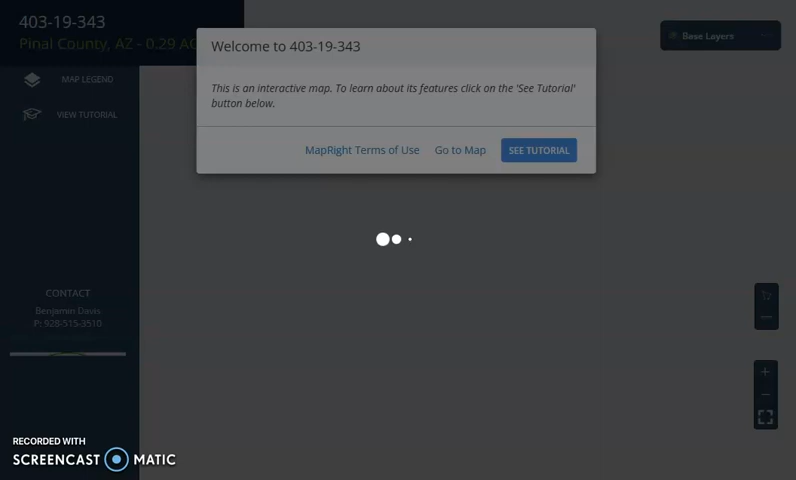 403-19-343
Pinal County, AZ - 0.29 AC
Welcome to 403-19-343
Base Layers
This is an interactive map. To learn about its features click on the 'See Tutorial'
button below.
MAP LEGEND
VIEW TUTORIAL
MapRight Terms of Use
Go to Map
SEE TUTORIAL
CONTACT
Benjamin Davis
P: 928-515-3510
RECORDED WITH
SCREENCAST MATIC